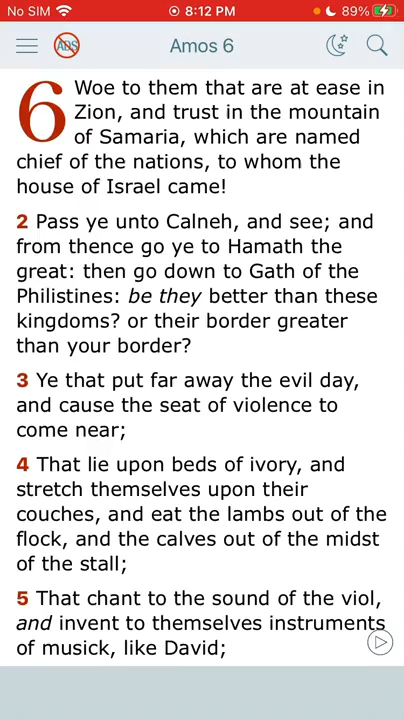 No SIM 8:12 PM 89%
ADS Amos 6
6 Woe to them that are at ease in
Zion, and trust in the mountain
of Samaria, which are named
chief of the nations, to whom the
house of Israel came!
2 Pass ye unto Calneh, and see; and
from thence go ye to Hamath the
great: then go down to Gath of the
Philistines: be they better than these
kingdoms? or their border greater
than your border?
3 Ye that put far away the evil day,
and cause the seat of violence to
come near;
4 That lie upon beds of ivory, and
stretch themselves upon their
couches, and eat the lambs out of the
flock, and the calves out of the midst
of the stall;
5 That chant to the sound of the viol,
and invent to themselves instruments
of musick, like David;